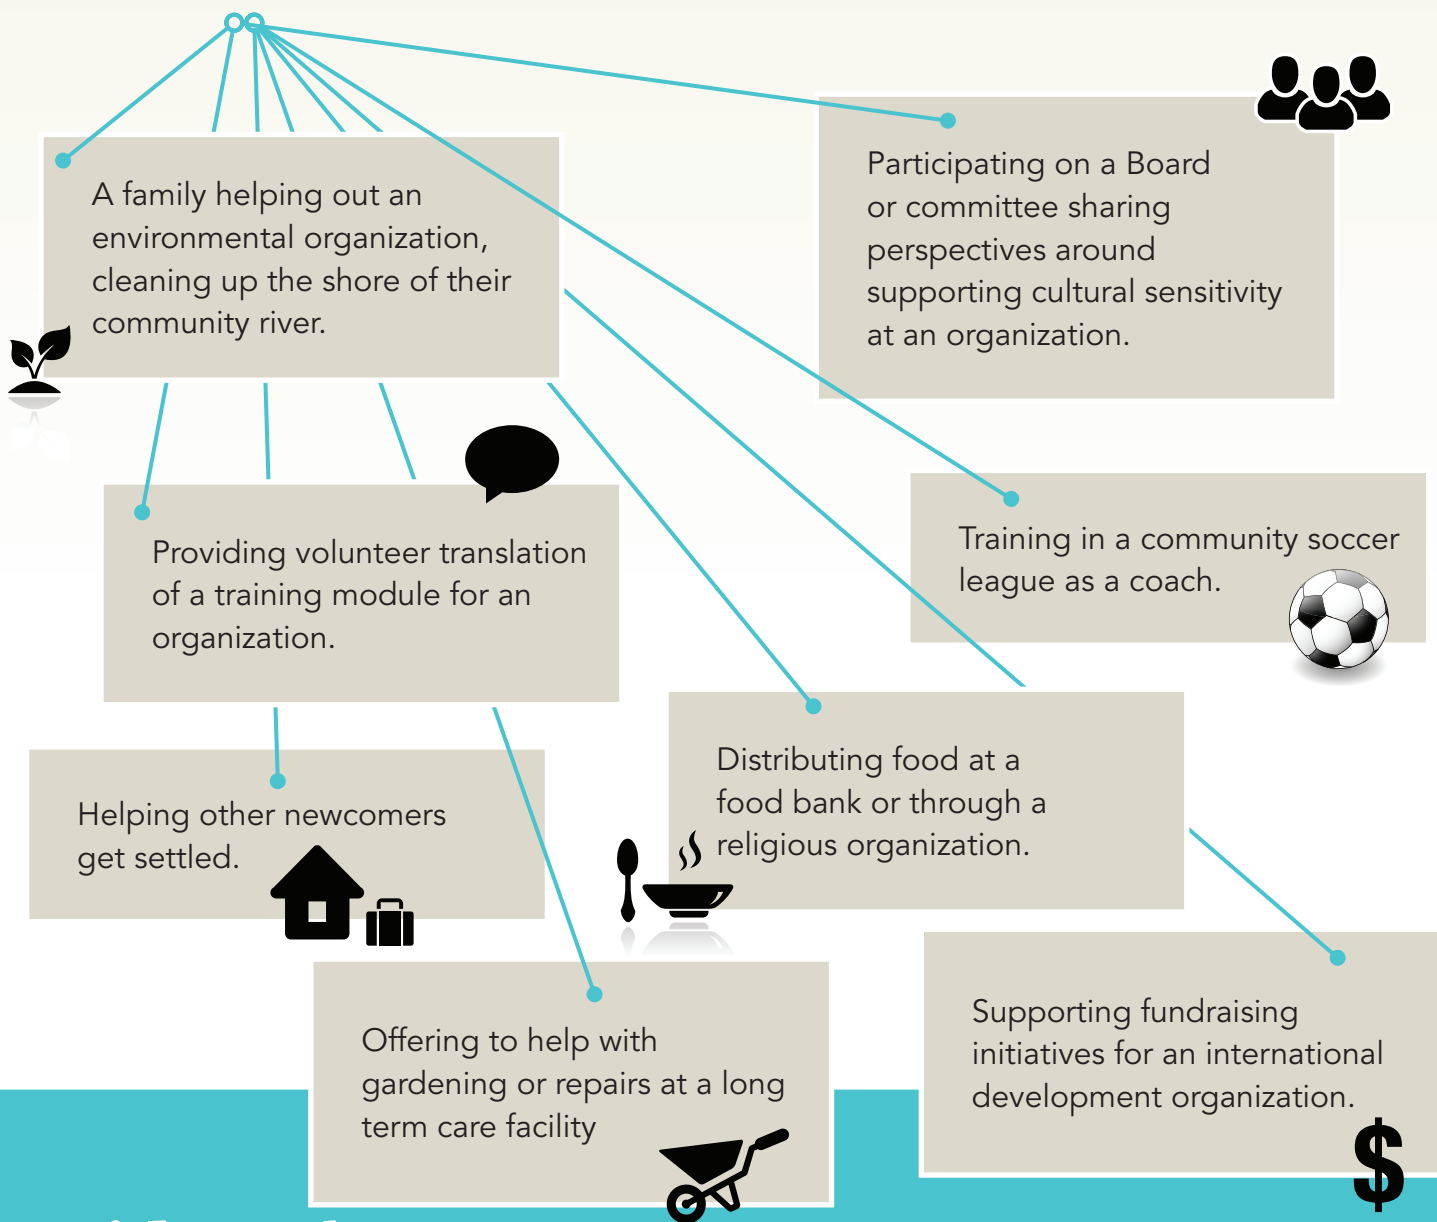 A family helping out an
environmental organization,
cleaning up the shore of their
community river.
Participating on a Board
or committee sharing
perspectives around
supporting cultural sensitivity
at an organization.
Providing volunteer translation
of a training module for an
organization.
Training in a community soccer
league as a coach.
Helping other newcomers
get settled.
Distributing food at a
food bank or through a
religious organization.
Offering to help with
gardening or repairs at a long
term care facility
Supporting fundraising
initiatives for an international
development organization.
$